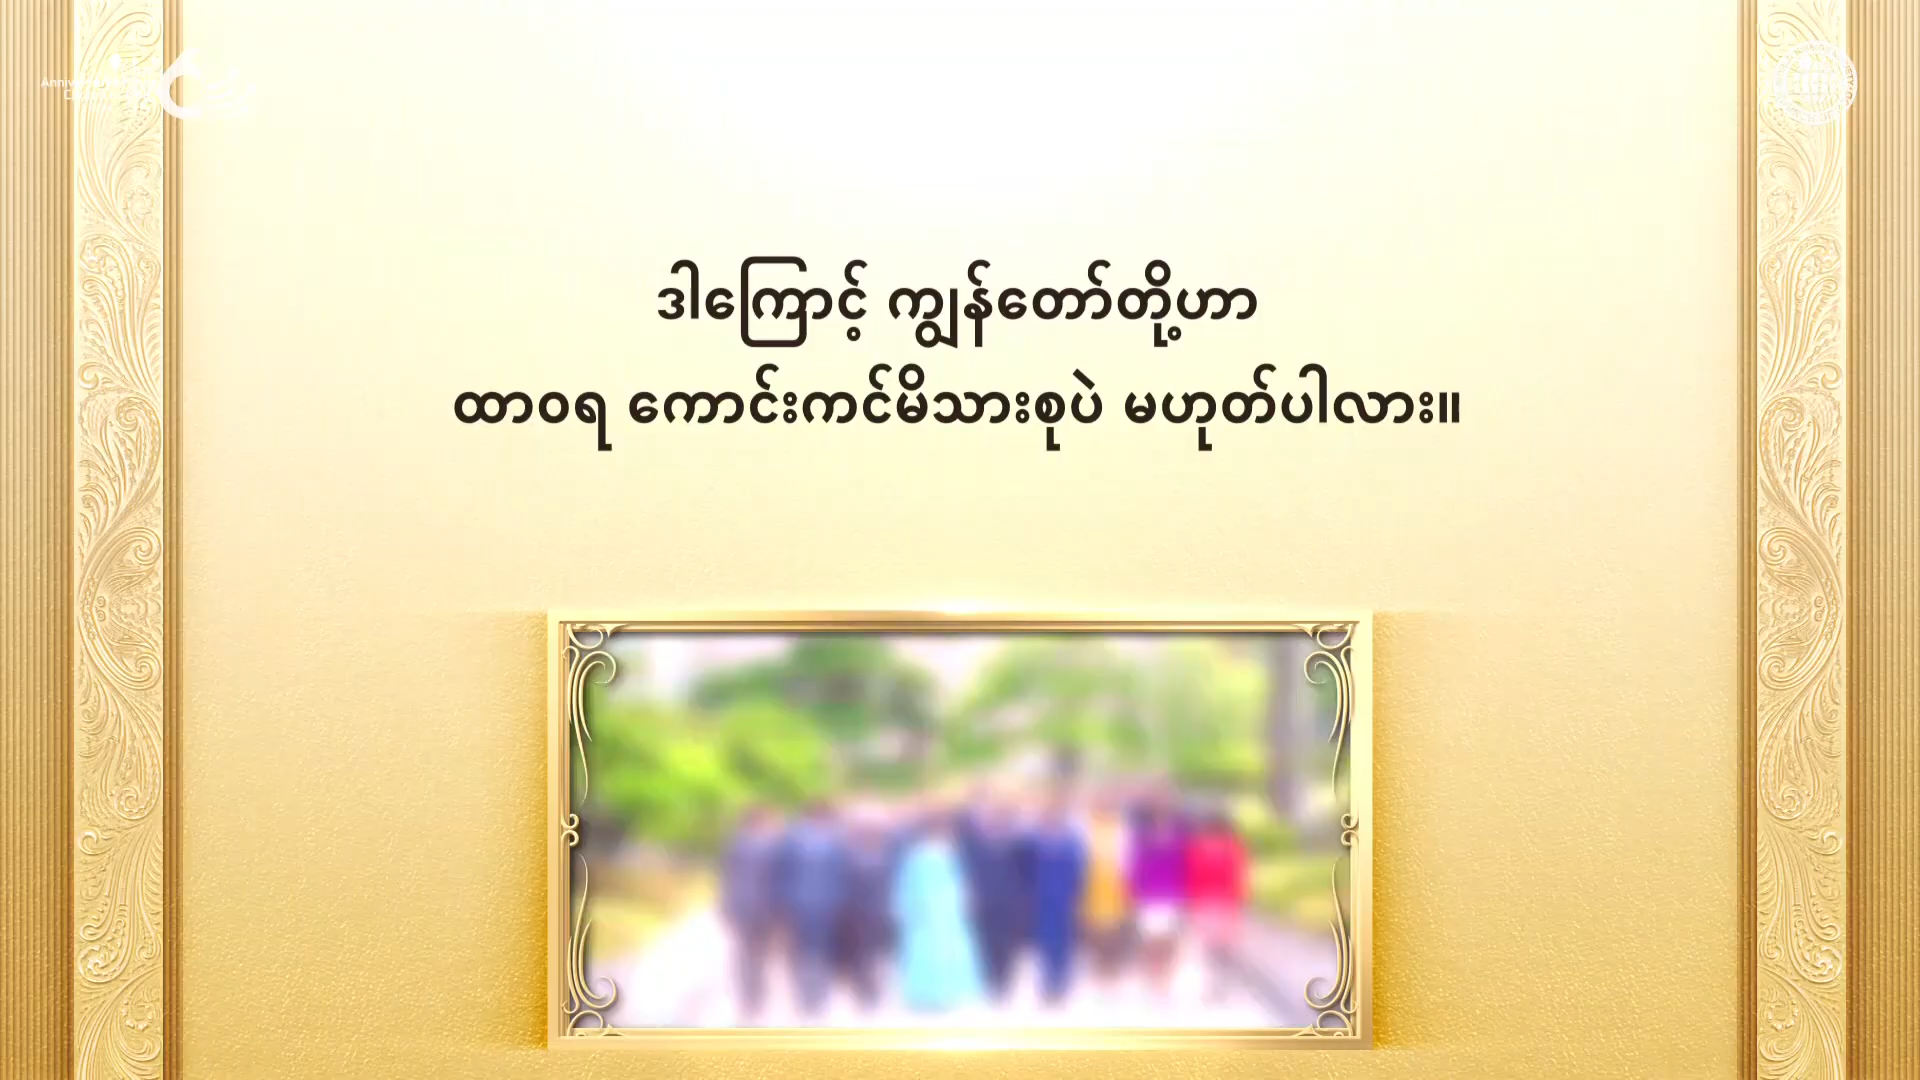 ဒါကြောင့် ကျွန်တော်တို့ဟာ
ထာဝရ ကောင်းကင်မိသားစုပဲ မဟုတ်ပါလား။